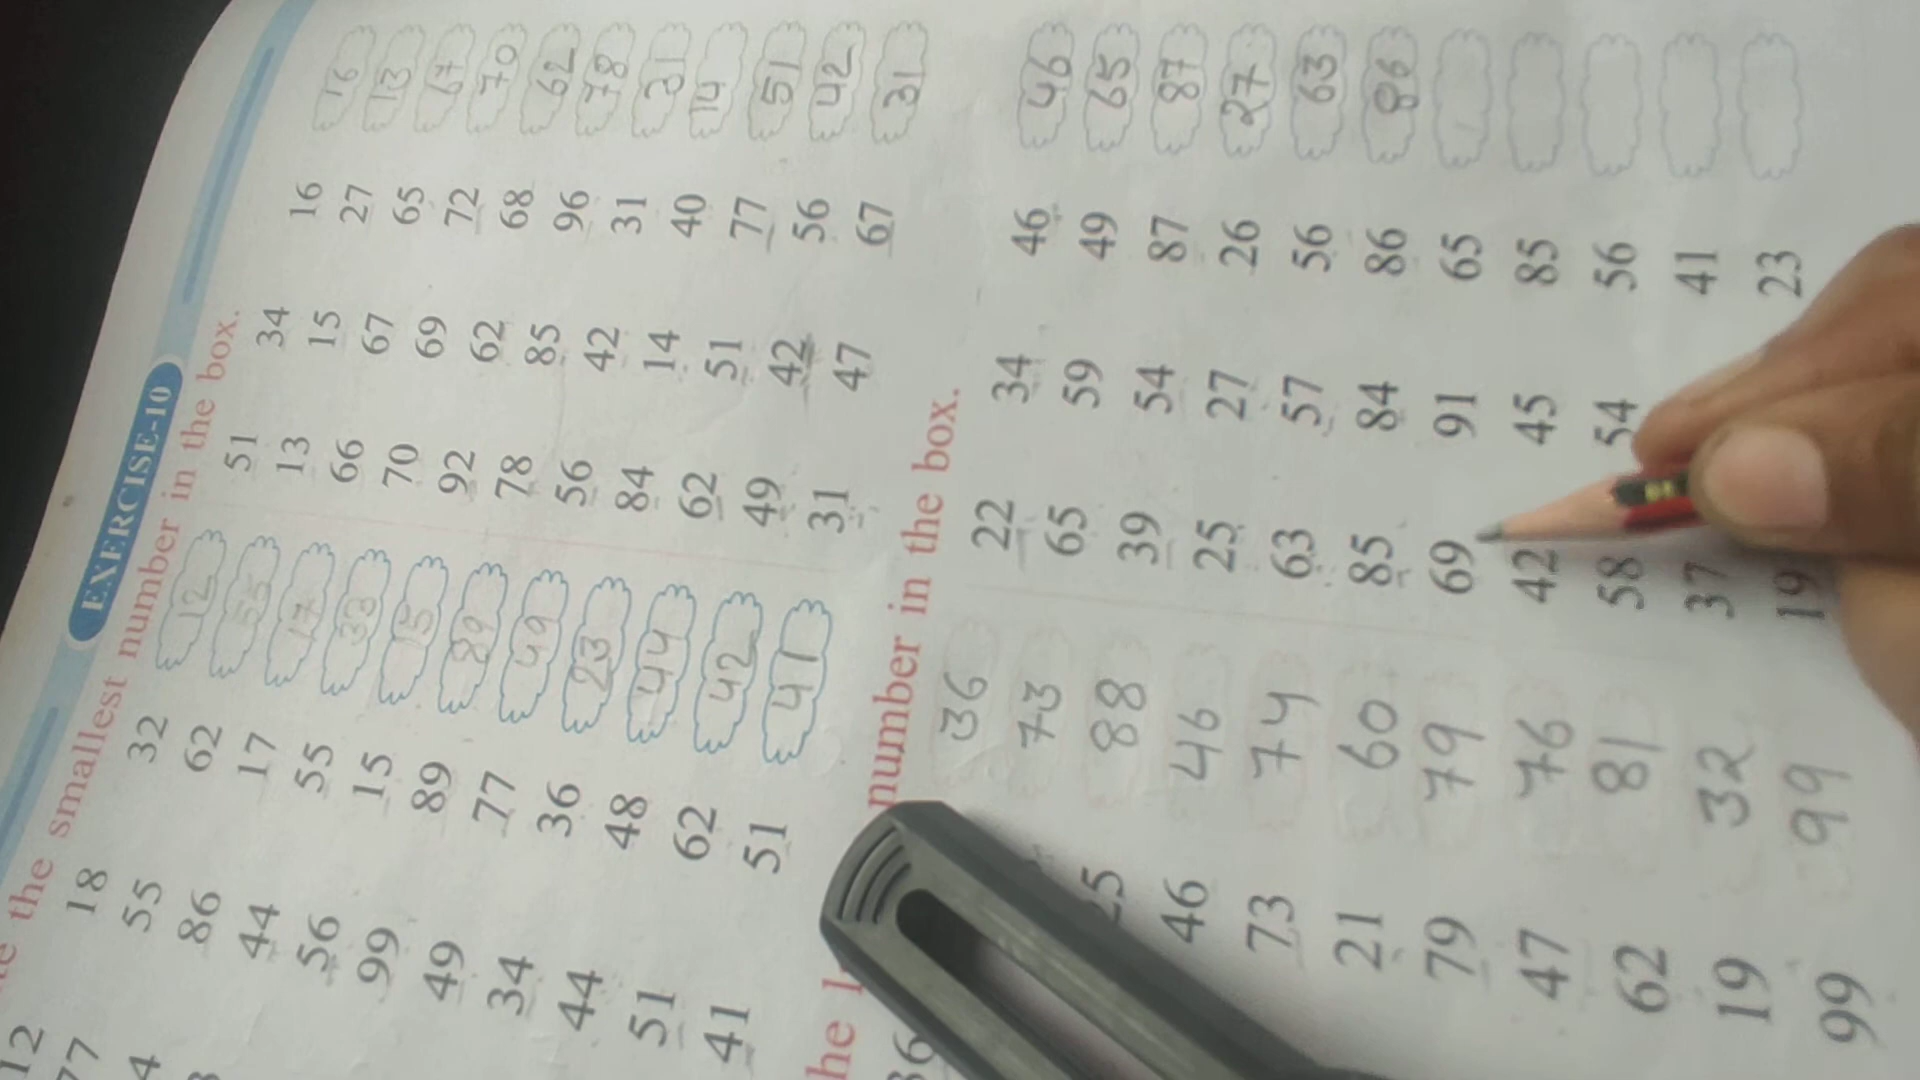 EXERCISE-10
the smallest number in the box.
12 18 32 12 51 34 16 16
77 55 62 55 13 15 27 13
86 17 17 66 67 65 67
44 55 33 70 69 72 70
56 15 15 92 62 68 62
99 89 89 78 85 96 78
49 77 49 56 42 31 31
34 36 23 84 14 40 14
44 48 44 62 51 77 51
51 62 42 49 42 56 42
41 51 41 31 47 67 31
number in the box.
36 22 34 46 46
73 65 59 49 65
88 39 54 87 87
46 46 25 27 26 27
73 74 63 57 56 63
21 60 85 84 86 86
79 79 69 91 65
47 76 42 45 85
62 81 58 54 56
19 32 37 41
99 99 19 23